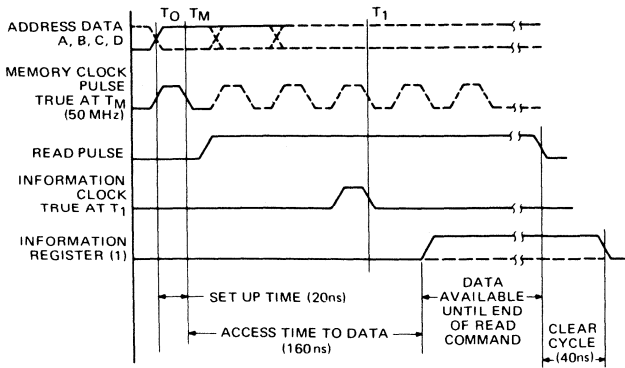 T0 TM T1
ADDRESS DATA
A, B, C, D
MEMORY CLOCK
PULSE
TRUE AT TM
(50 MHz)
READ PULSE
INFORMATION
CLOCK
TRUE AT T1
INFORMATION
REGISTER (1)
SET UP TIME (20ns)
ACCESS TIME TO DATA
(160 ns)
DATA
AVAILABLE
UNTIL END
OF READ
COMMAND
CLEAR
CYCLE
(40ns)